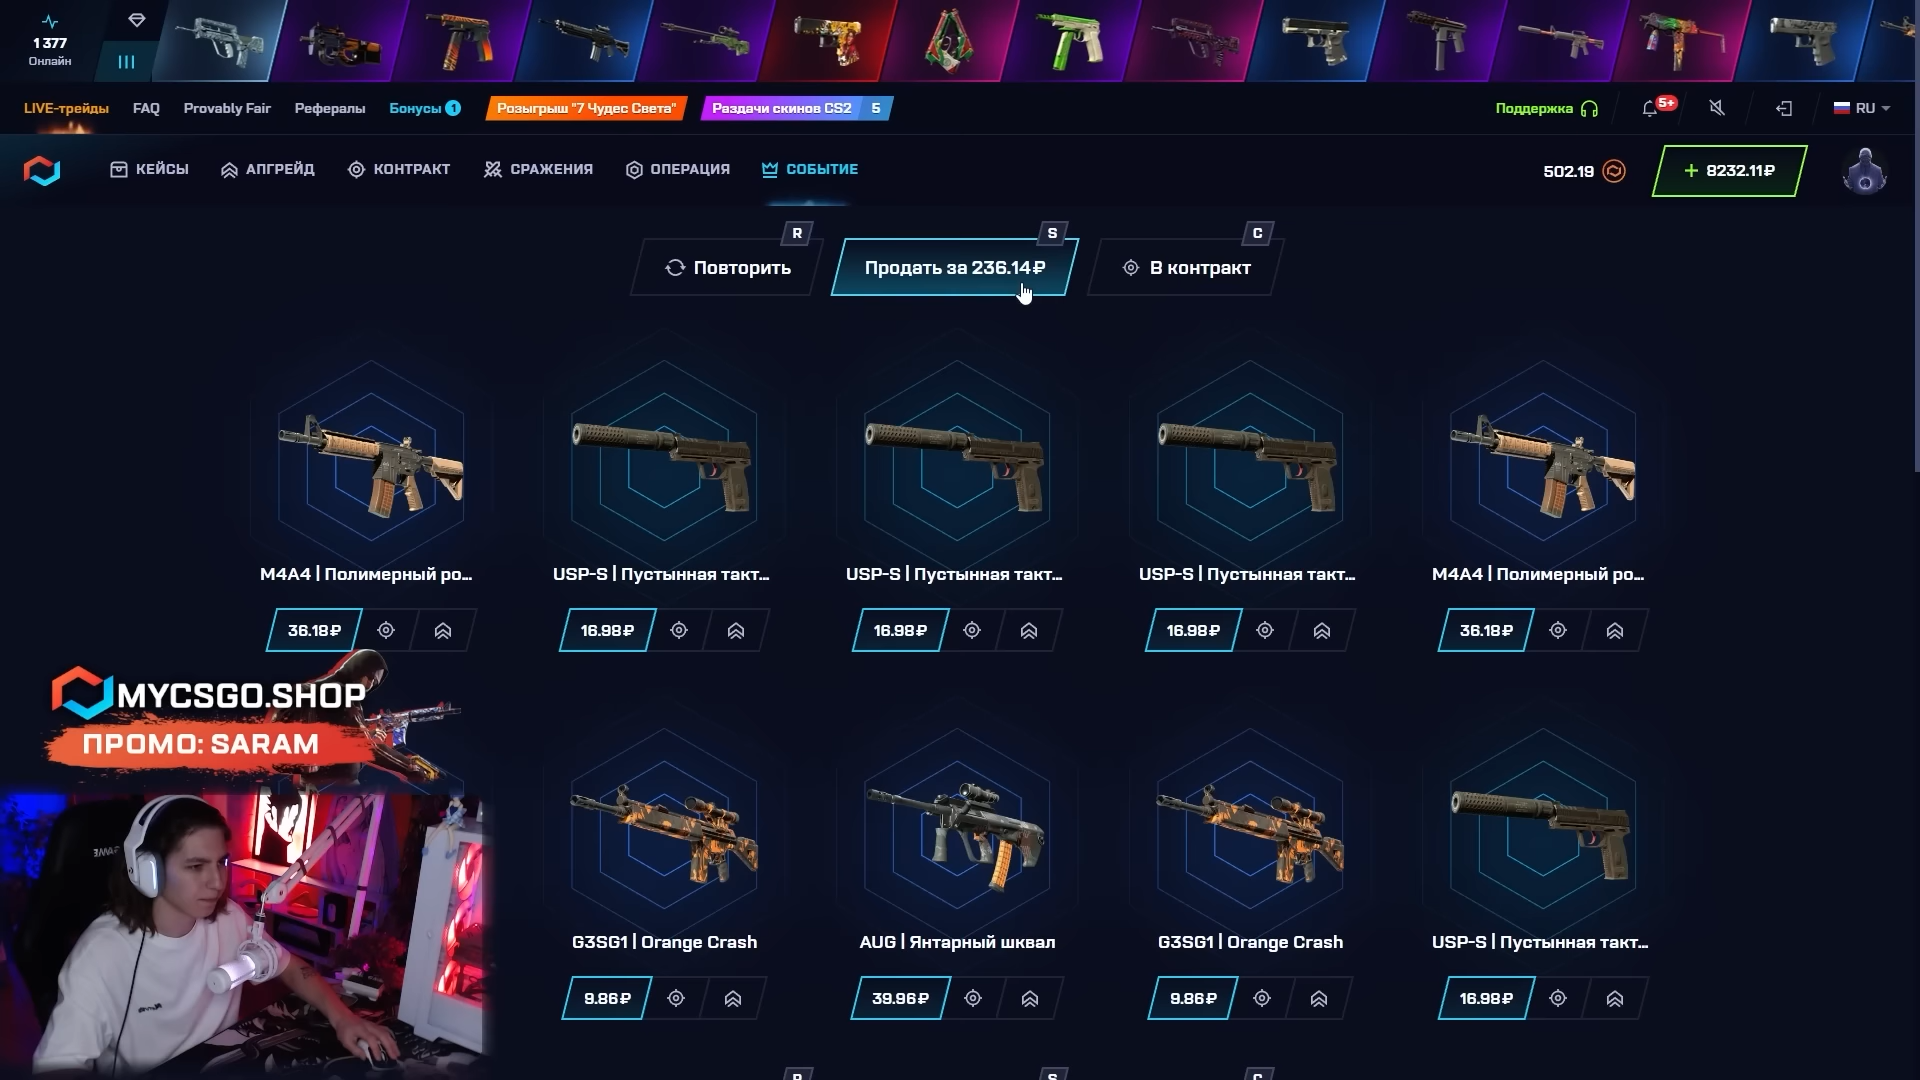 1 377
Онлайн
LIVE-трейды
FAQ
Provably Fair
Рефералы
Бонусы 1
Розыгрыш "7 Чудес Света"
Раздачи скинов CS2 5
Поддержка
5+
RU
КЕЙСЫ
АПГРЕЙД
КОНТРАКТ
СРАЖЕНИЯ
ОПЕРАЦИЯ
СОБЫТИЕ
502.19
+ 8232.11₽
R
S
C
Повторить
Продать за 236.14₽
В контракт
M4A4 | Полимерный ро...
USP-S | Пустынная такт...
USP-S | Пустынная такт...
USP-S | Пустынная такт...
M4A4 | Полимерный ро...
36.18₽
16.98₽
16.98₽
16.98₽
36.18₽
MYCSGO.SHOP
ПРОМО: SARAM
G3SG1 | Orange Crash
AUG | Янтарный шквал
G3SG1 | Orange Crash
USP-S | Пустынная такт...
9.86₽
39.96₽
9.86₽
16.98₽
R
S
C